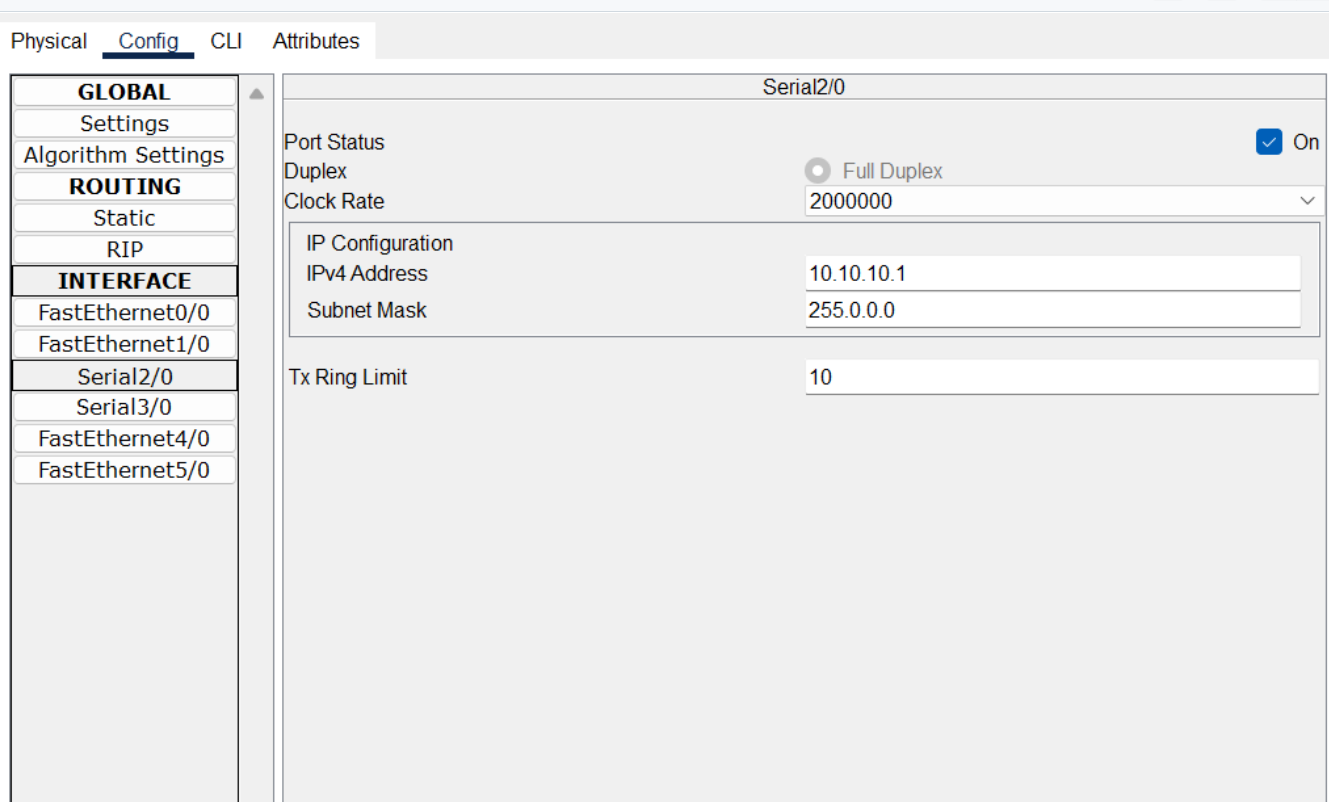 Physical Config CLI Attributes
GLOBAL
Settings
Algorithm Settings
ROUTING
Static
RIP
INTERFACE
FastEthernet0/0
FastEthernet1/0
Serial2/0
Serial3/0
FastEthernet4/0
FastEthernet5/0
Serial2/0
Port Status On
Duplex Full Duplex
Clock Rate 2000000
IP Configuration
IPv4 Address 10.10.10.1
Subnet Mask 255.0.0.0
Tx Ring Limit 10